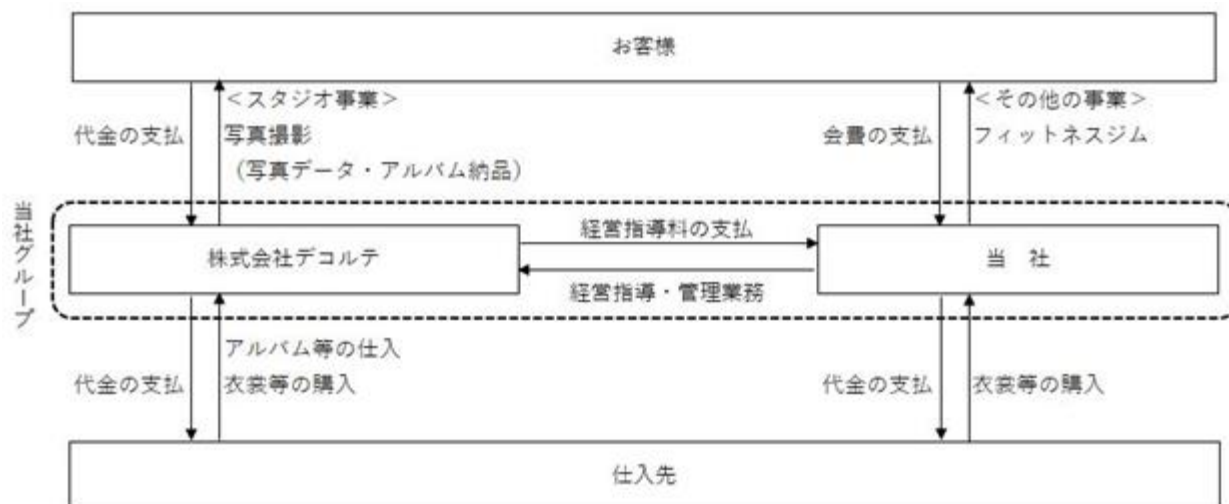 お客様
＜スタジオ事業＞
代金の支払
写真撮影
（写真データ・アルバム納品）
＜その他の事業＞
会費の支払
フィットネスジム
当社グループ
株式会社デコルテ
経営指導料の支払
経営指導・管理業務
当　社
アルバム等の仕入
代金の支払
衣裳等の購入
代金の支払
衣裳等の購入
仕入先